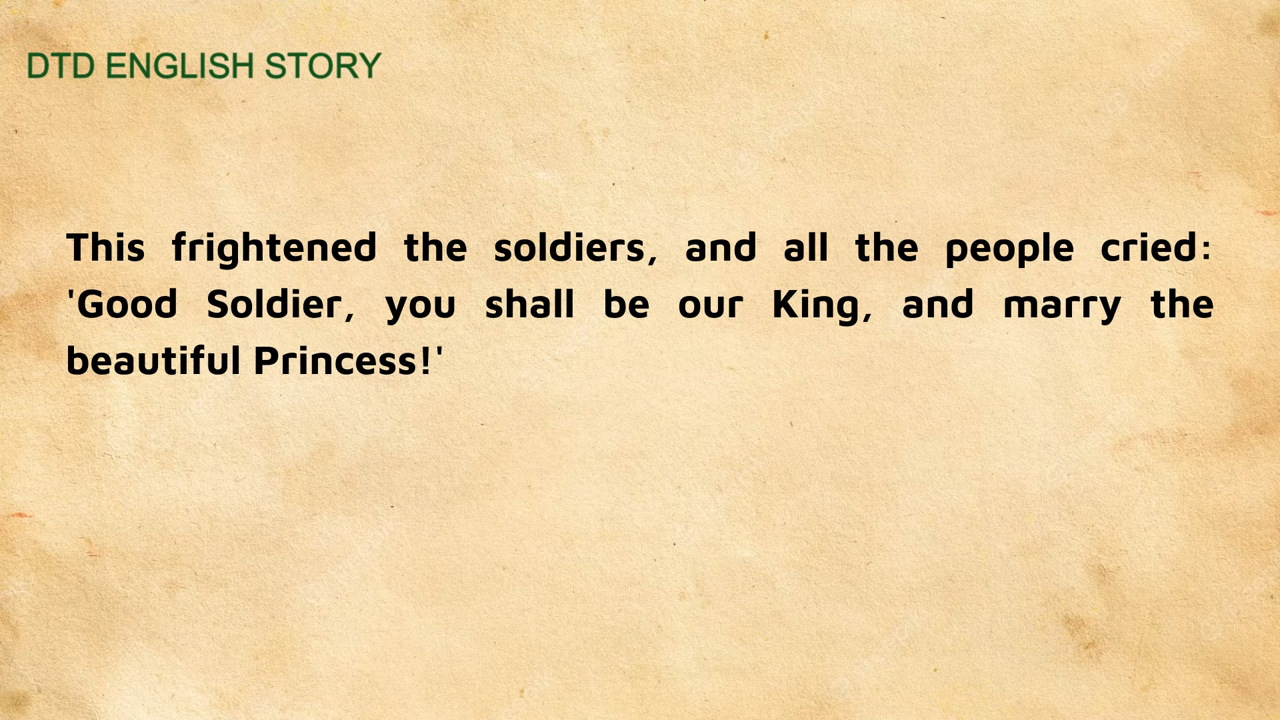 DTD ENGLISH STORY
This frightened the soldiers, and all the people cried:
'Good Soldier, you shall be our King, and marry the
beautiful Princess!'